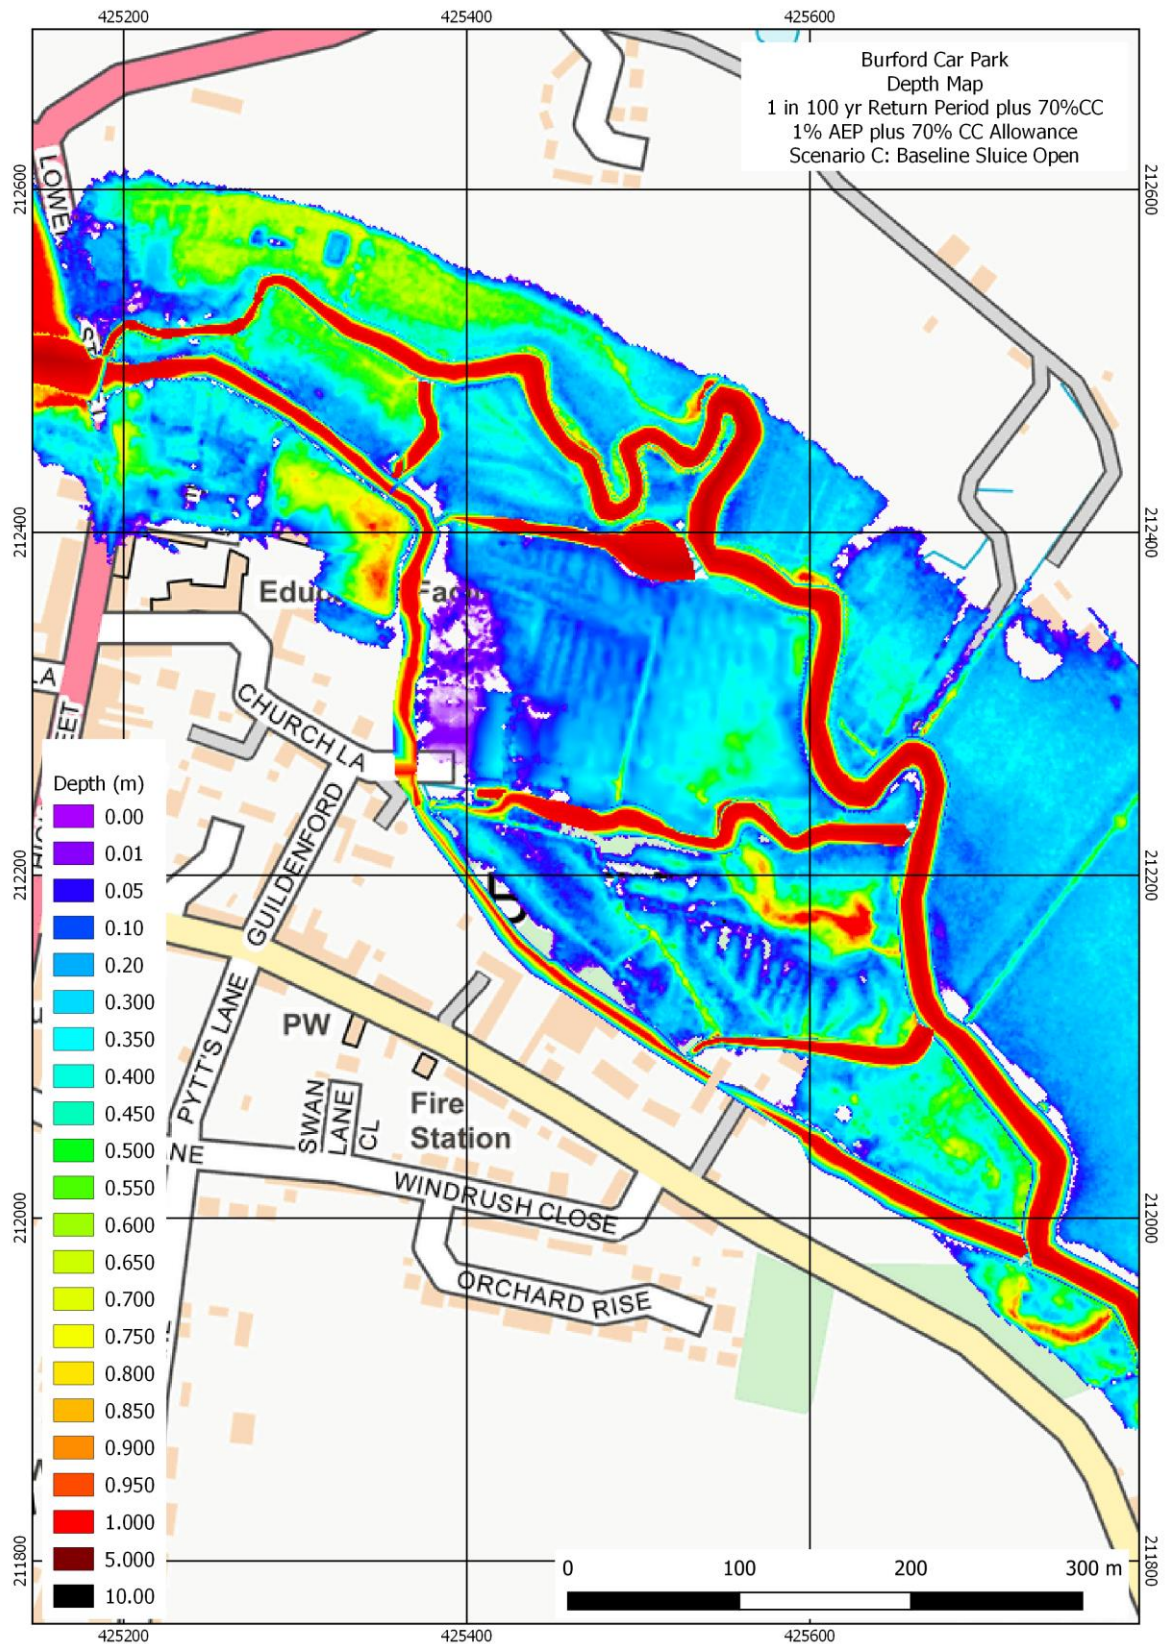 425200
425400
425600
Burford Car Park
Depth Map
1 in 100 yr Return Period plus 70%CC
1% AEP plus 70% CC Allowance
Scenario C: Baseline Sluice Open
212600
212600
212400
212400
212200
212200
212000
212000
211800
211800
LOWE
ST
LA
EET
CHURCH LA
GUILDENFORD
PYTT'S LANE
PW
Fire
Station
SWAN
LANE
CL
NE
WINDRUSH CLOSE
ORCHARD RISE
Depth (m)
0.00
0.01
0.05
0.10
0.20
0.300
0.350
0.400
0.450
0.500
0.550
0.600
0.650
0.700
0.750
0.800
0.850
0.900
0.950
1.000
5.000
10.00
0 100 200 300 m
425200
425400
425600